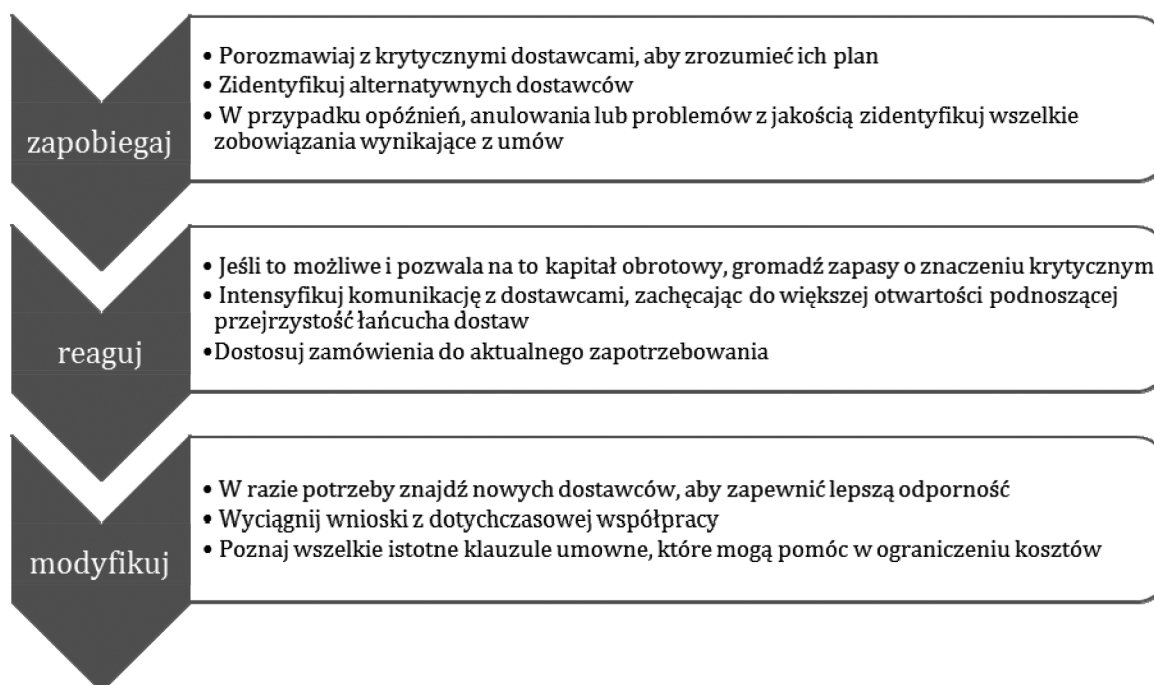 zapobiegaj
• Porozmawiaj z krytycznymi dostawcami, aby zrozumieć ich plan
• Zidentyfikuj alternatywnych dostawców
• W przypadku opóźnień, anulowania lub problemów z jakością zidentyfikuj wszelkie
zobowiązania wynikające z umów
reaguj
• Jeśli to możliwe i pozwala na to kapitał obrotowy, gromadź zapasy o znaczeniu krytycznym
• Intensyfikuj komunikację z dostawcami, zachęcając do większej otwartości podnoszącej
przejrzystość łańcucha dostaw
•Dostosuj zamówienia do aktualnego zapotrzebowania
modyfikuj
• W razie potrzeby znajdź nowych dostawców, aby zapewnić lepszą odporność
• Wyciągnij wnioski z dotychczasowej współpracy
• Poznaj wszelkie istotne klauzule umowne, które mogą pomóc w ograniczeniu kosztów